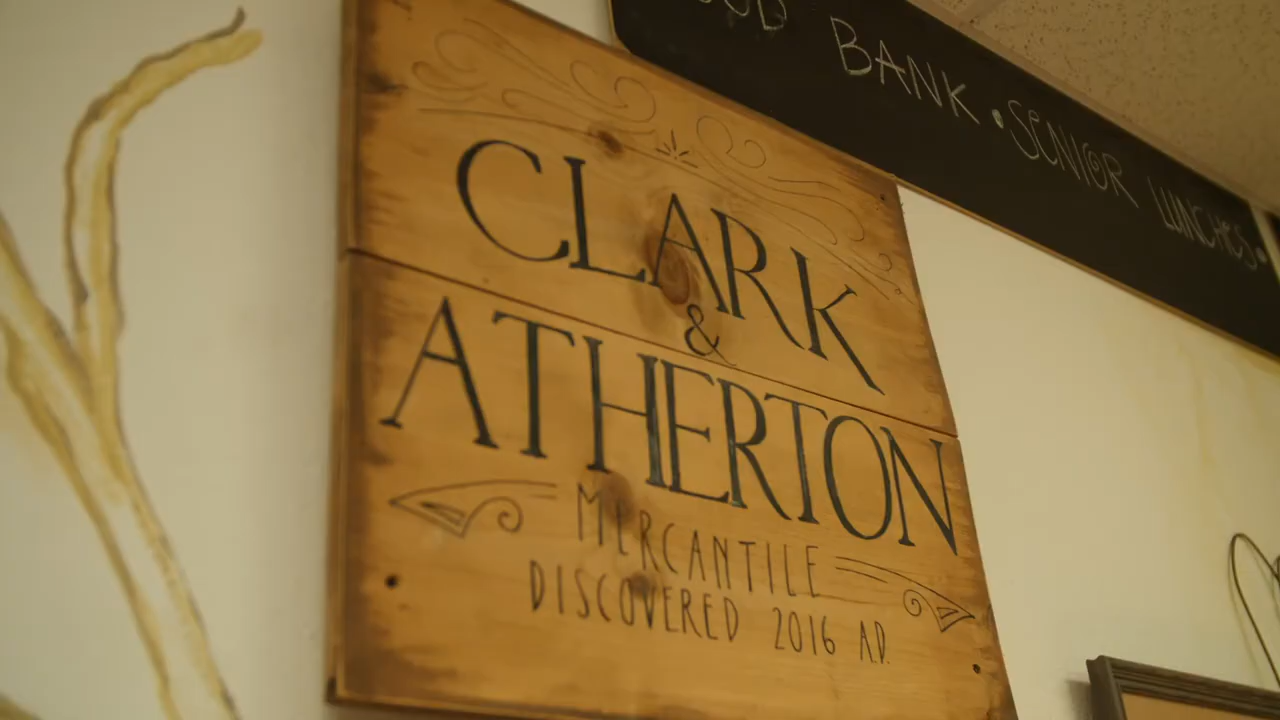 BANK • SENIOR LUNCHES •
CLARK
&
ATHERTON
MERCANTILE
DISCOVERED 2016 A.D.